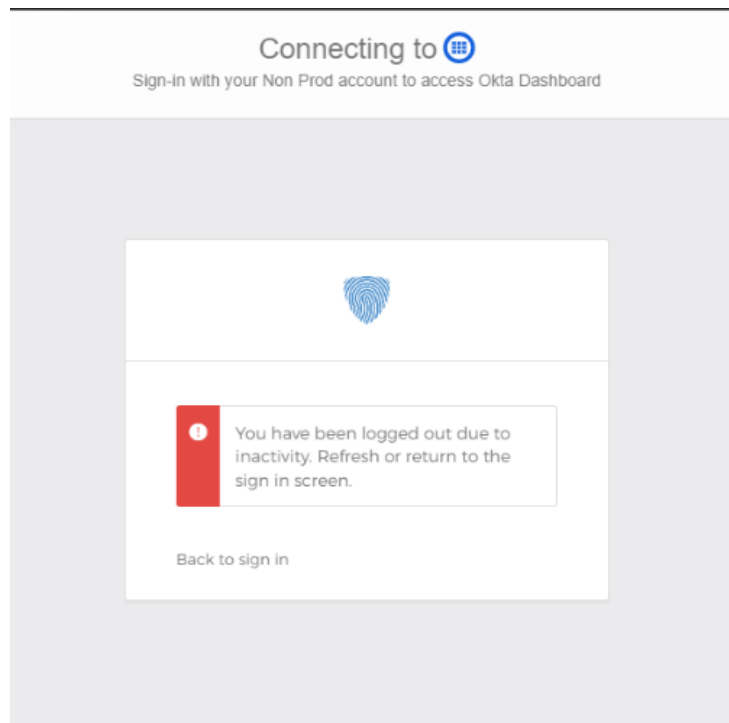 Connecting to
Sign-in with your Non Prod account to access Okta Dashboard
You have been logged out due to
inactivity. Refresh or return to the
sign in screen.
Back to sign in